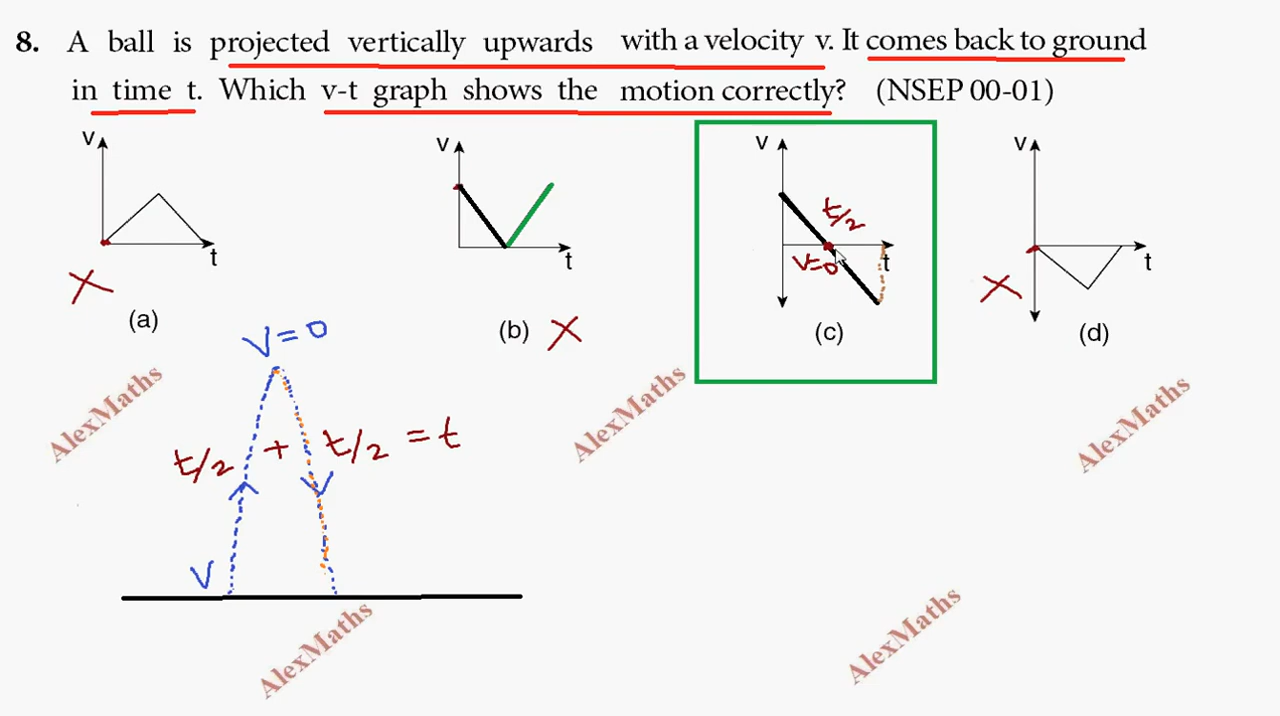 8. A ball is projected vertically upwards with a velocity v. It comes back to ground
in time t. Which v-t graph shows the motion correctly? (NSEP 00-01)
v
t
(a)
v
t
(b)
v
t/2
v=0
t
(c)
v
t
(d)
V=0
t/2 + t/2 = t
V
AlexMaths
AlexMaths
AlexMaths
AlexMaths
AlexMaths